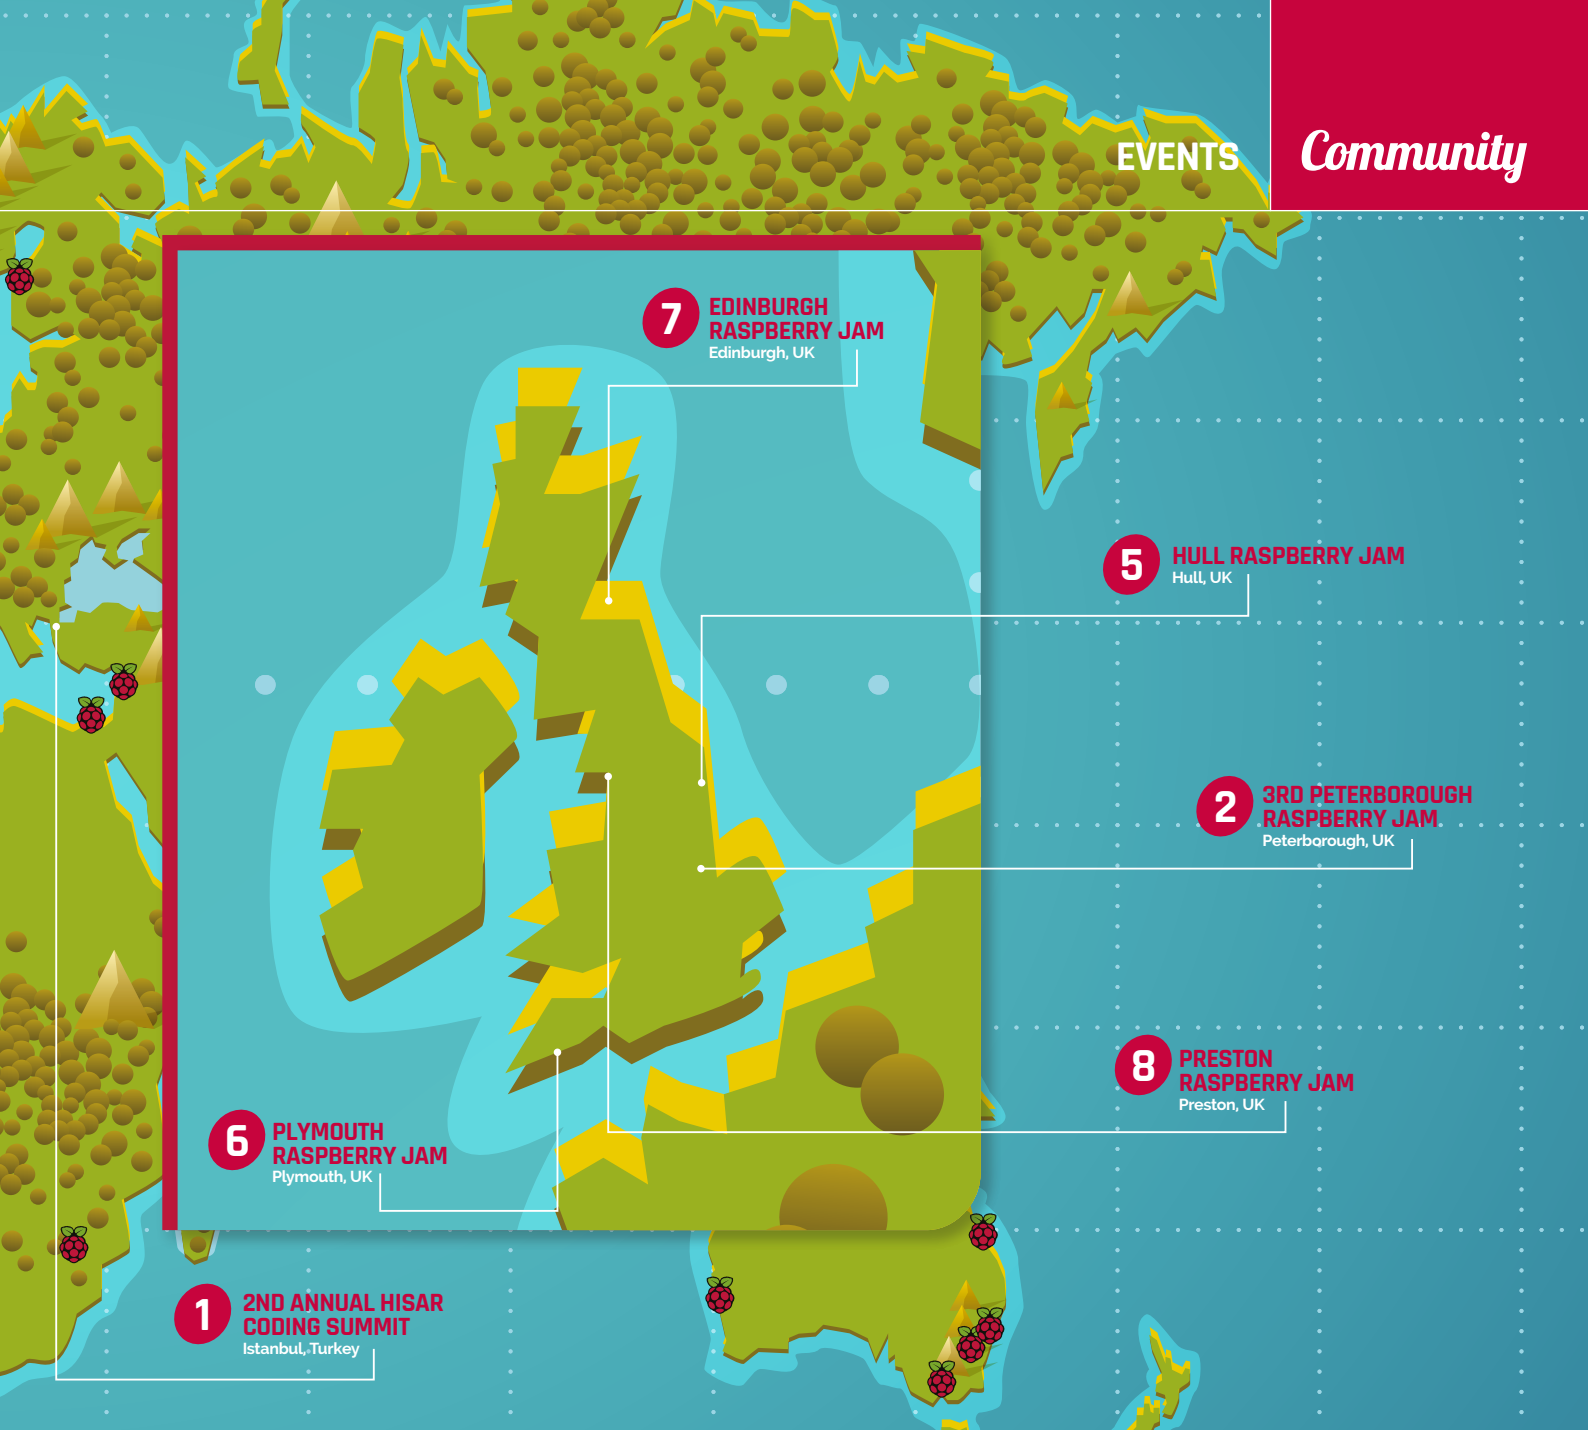 EVENTS
Community
7
EDINBURGH
RASPBERRY JAM
Edinburgh, UK
5
HULL RASPBERRY JAM
Hull, UK
2
3RD PETERBOROUGH
RASPBERRY JAM
Peterborough, UK
8
PRESTON
RASPBERRY JAM
Preston, UK
6
PLYMOUTH
RASPBERRY JAM
Plymouth, UK
1
2ND ANNUAL HISAR
CODING SUMMIT
Istanbul, Turkey